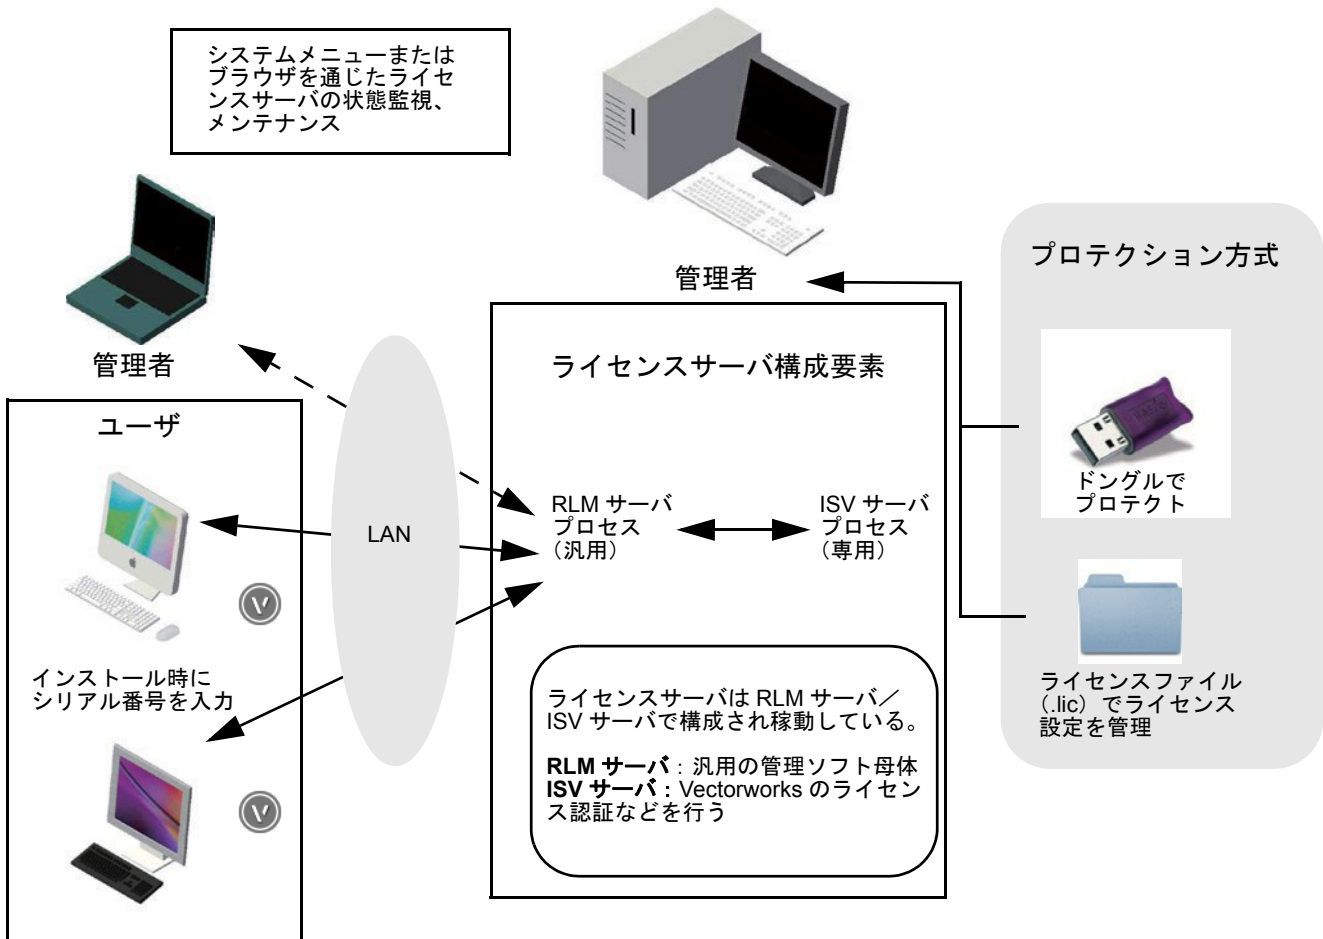 システムメニューまたは
ブラウザを通じたライセ
ンスサーバの状態監視、
メンテナンス
管理者
管理者
プロテクション方式
ドングルで
プロテクト
ライセンスファイル
（.lic）でライセンス
設定を管理
ユーザ
インストール時に
シリアル番号を入力
LAN
ライセンスサーバ構成要素
RLM サーバ
プロセス
（汎用）
ISV サーバ
プロセス
（専用）
ライセンスサーバは RLM サーバ／
ISV サーバで構成され稼動している。
RLM サーバ：汎用の管理ソフト母体
ISV サーバ：Vectorworks のライセン
ス認証などを行う